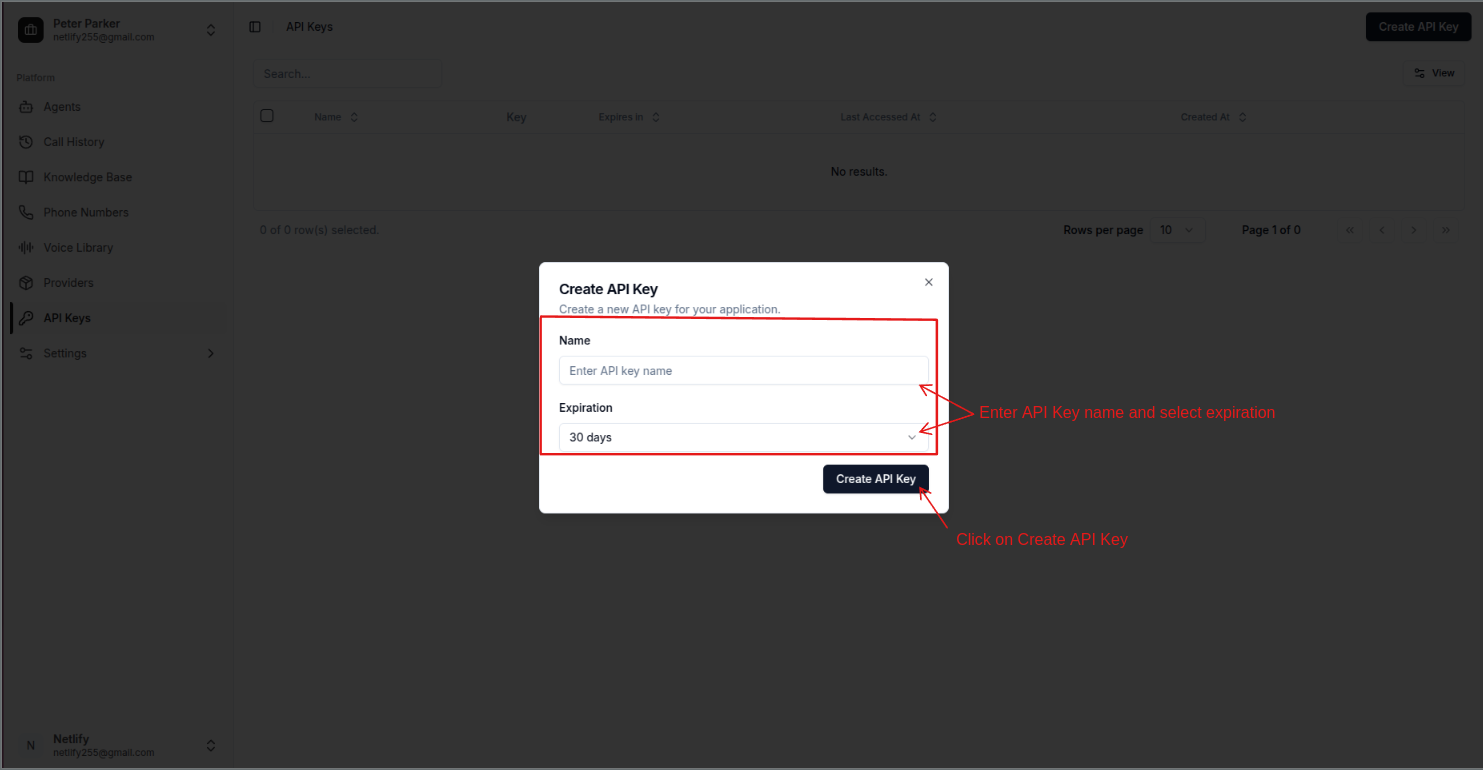 Peter Parker
netlify255@gmail.com
API Keys
Create API Key
Platform
Search...
View
Agents
Name
Key
Expires In
Last Accessed At
Created At
Call History
No results.
Knowledge Base
Phone Numbers
0 of 0 row(s) selected.
Rows per page
10
Page 1 of 0
Voice Library
Providers
API Keys
Settings
Create API Key
Create a new API key for your application.
Name
Enter API key name
Expiration
30 days
Enter API Key name and select expiration
Create API Key
Click on Create API Key
N
Netlify
netlify255@gmail.com